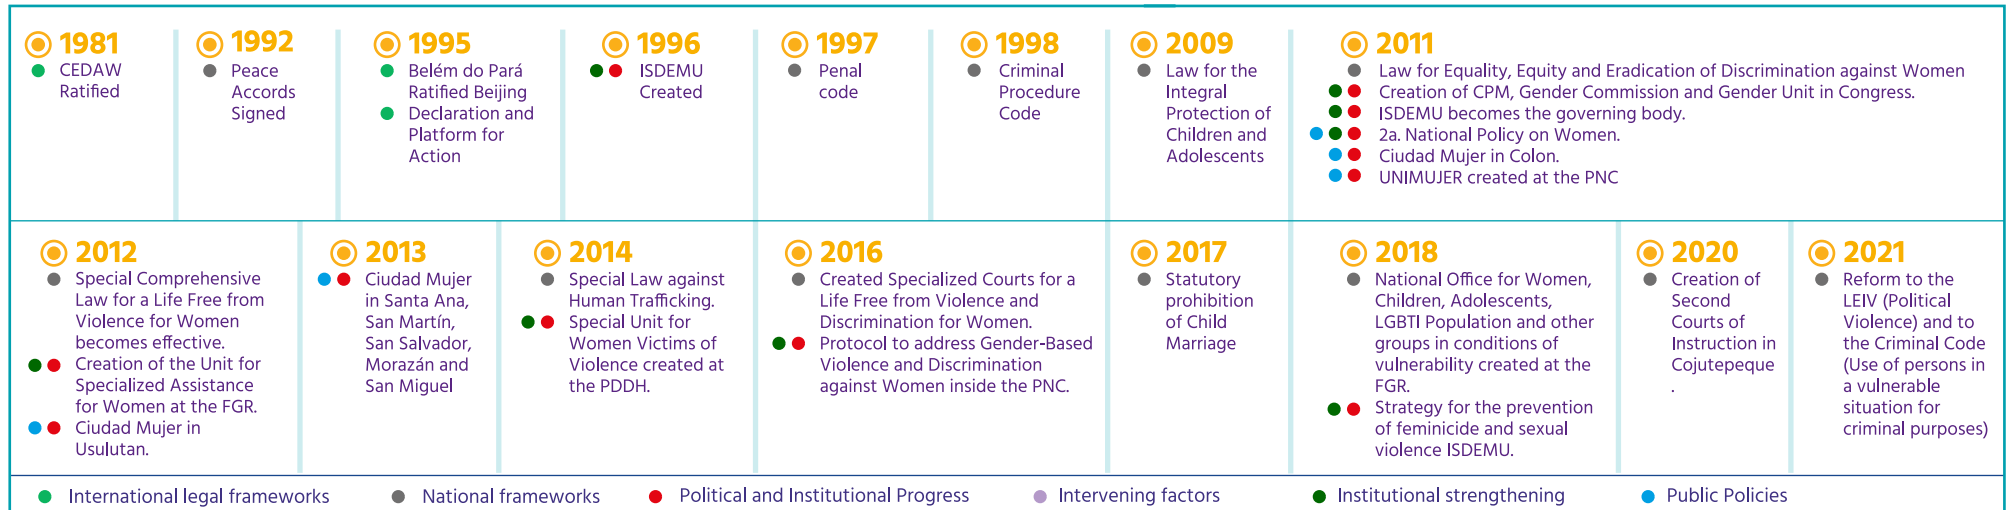 1981
CEDAW
Ratified
1992
Peace
Accords
Signed
1995
Belém do Pará
Ratified Beijing
Declaration and
Platform for
Action
1996
ISDEMU
Created
1997
Penal
code
1998
Criminal
Procedure
Code
2009
Law for the
Integral
Protection of
Children and
Adolescents
2011
Law for Equality, Equity and Eradication of Discrimination against Women
Creation of CPM, Gender Commission and Gender Unit in Congress.
ISDEMU becomes the governing body.
2a. National Policy on Women.
Ciudad Mujer in Colon.
UNIMUJER created at the PNC
2012
Special Comprehensive
Law for a Life Free from
Violence for Women
becomes effective.
Creation of the Unit for
Specialized Assistance
for Women at the FGR.
Ciudad Mujer in
Usulutan.
2013
Ciudad Mujer
in Santa Ana,
San Martín,
San Salvador,
Morazán and
San Miguel
2014
Special Law against
Human Trafficking.
Special Unit for
Women Victims of
Violence created at
the PDDH.
2016
Created Specialized Courts for a
Life Free from Violence and
Discrimination for Women.
Protocol to address Gender-Based
Violence and Discrimination
against Women inside the PNC.
2017
Statutory
prohibition
of Child
Marriage
2018
National Office for Women,
Children, Adolescents,
LGBTI Population and other
groups in conditions of
vulnerability created at the
FGR.
Strategy for the prevention
of feminicide and sexual
violence ISDEMU.
2020
Creation of
Second
Courts of
Instruction in
Cojutepeque
.
2021
Reform to the
LEIV (Political
Violence) and to
the Criminal Code
(Use of persons in
a vulnerable
situation for
criminal purposes)
International legal frameworks
National frameworks
Political and Institutional Progress
Intervening factors
Institutional strengthening
Public Policies